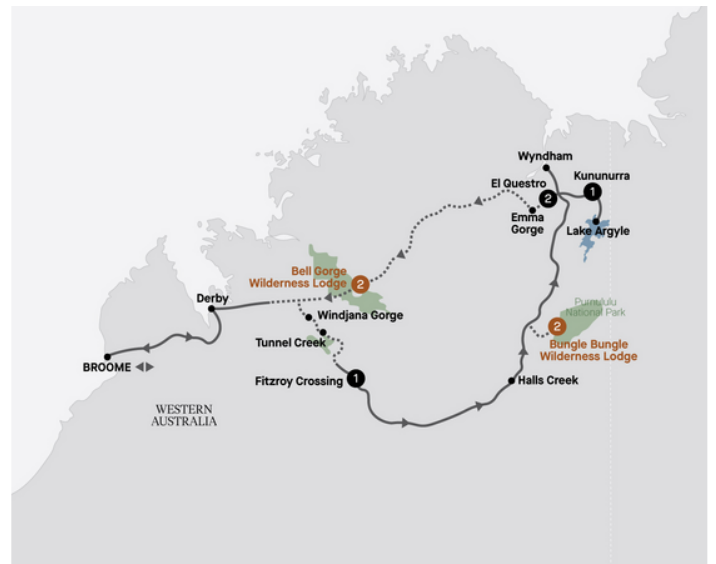 Wyndham
Kununurra
1
El Questro
2
Emma
Gorge
Lake Argyle
Bell Gorge
Wilderness Lodge
2
Derby
Windjana Gorge
Purnululu
National Park
2
Tunnel Creek
Bungle Bungle
Wilderness Lodge
BROOME
Fitzroy Crossing
1
Halls Creek
WESTERN
AUSTRALIA